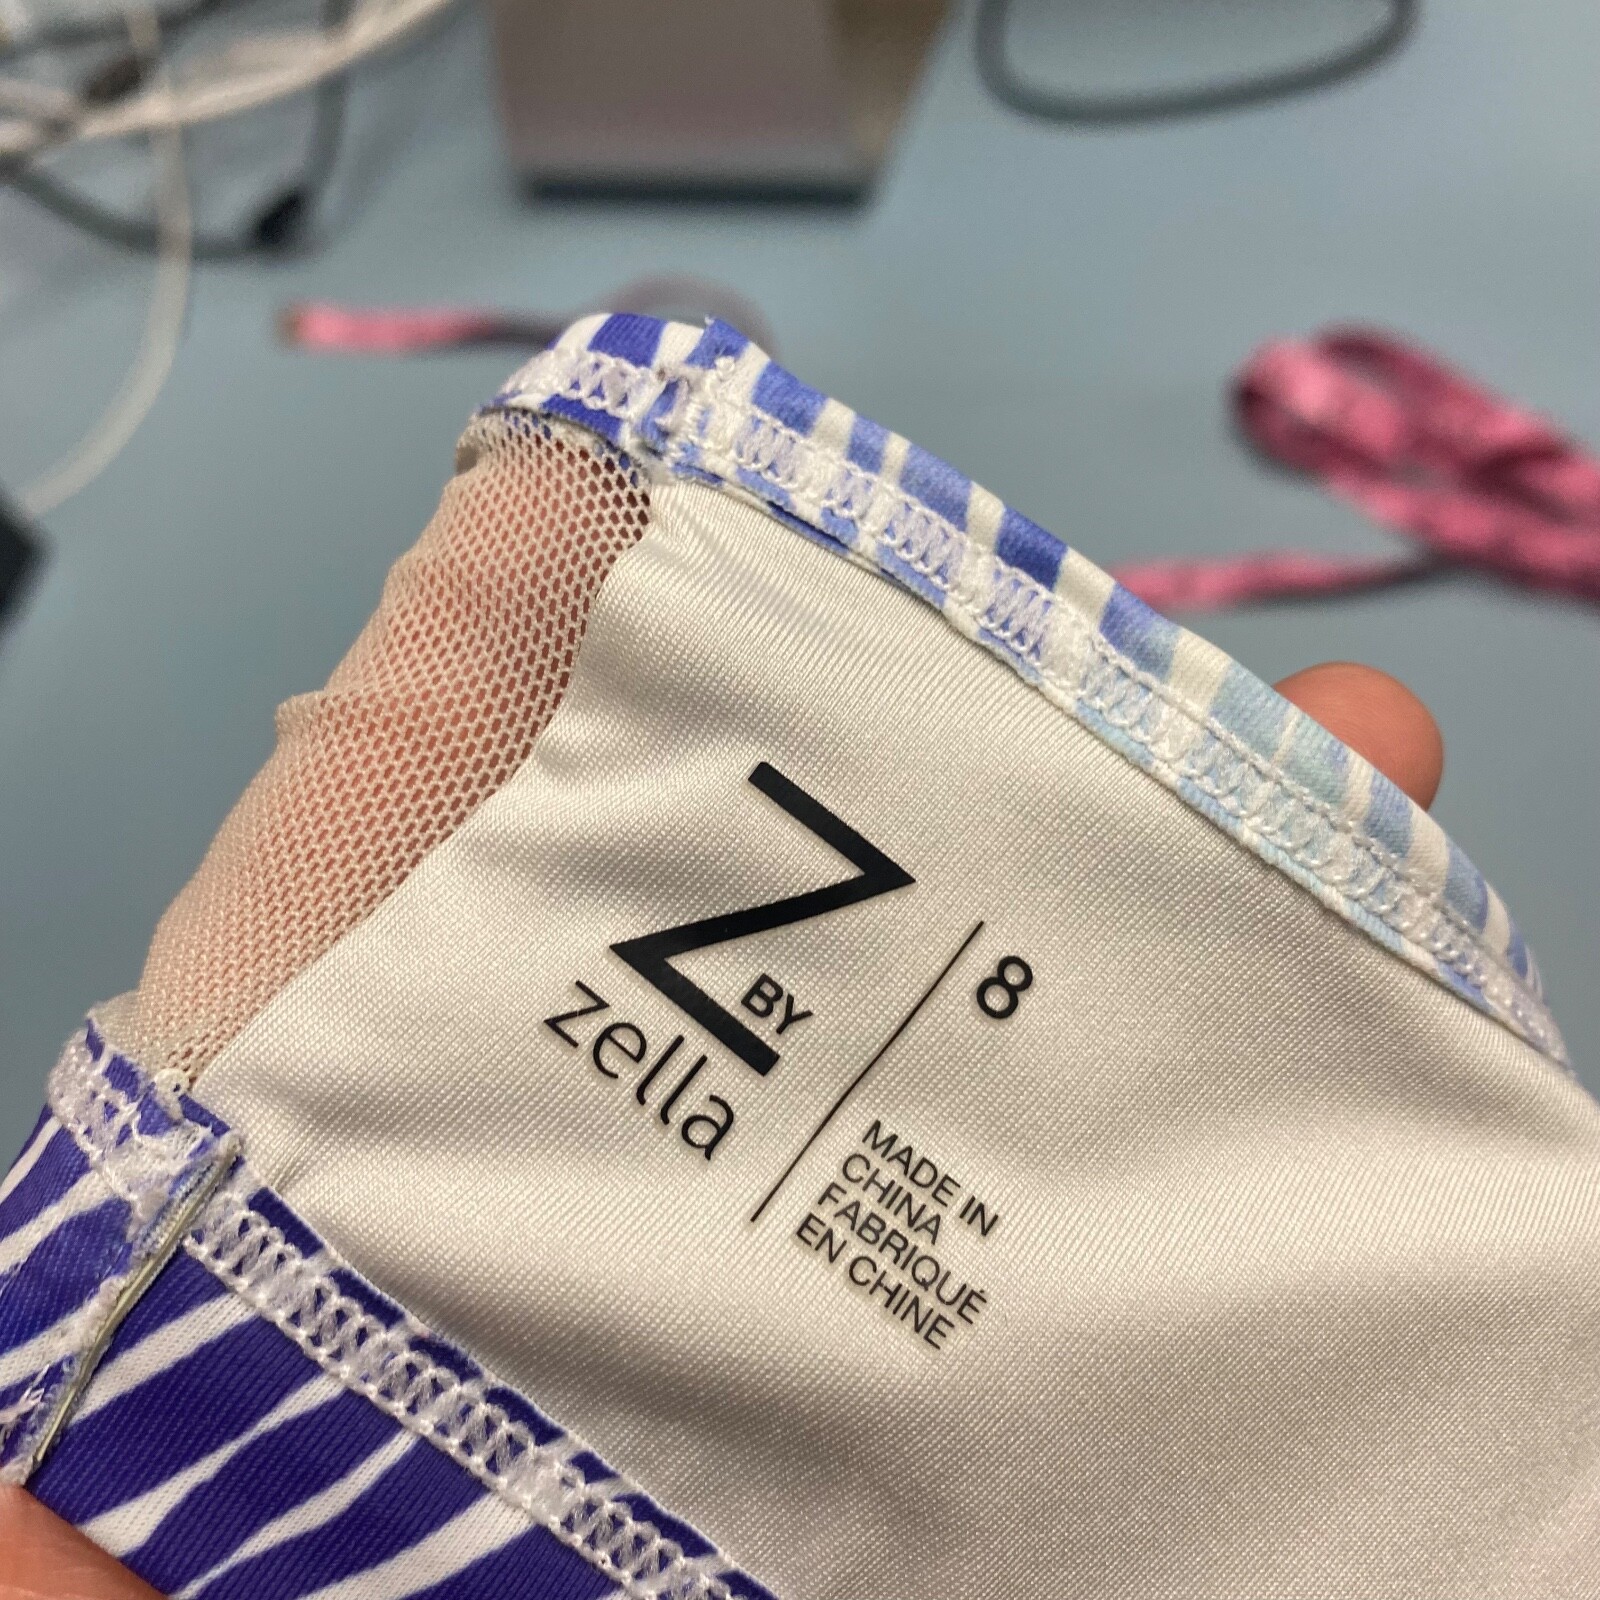 Z BY
zella
8
MADE IN
CHINA
FABRIQUÉ
EN CHINE